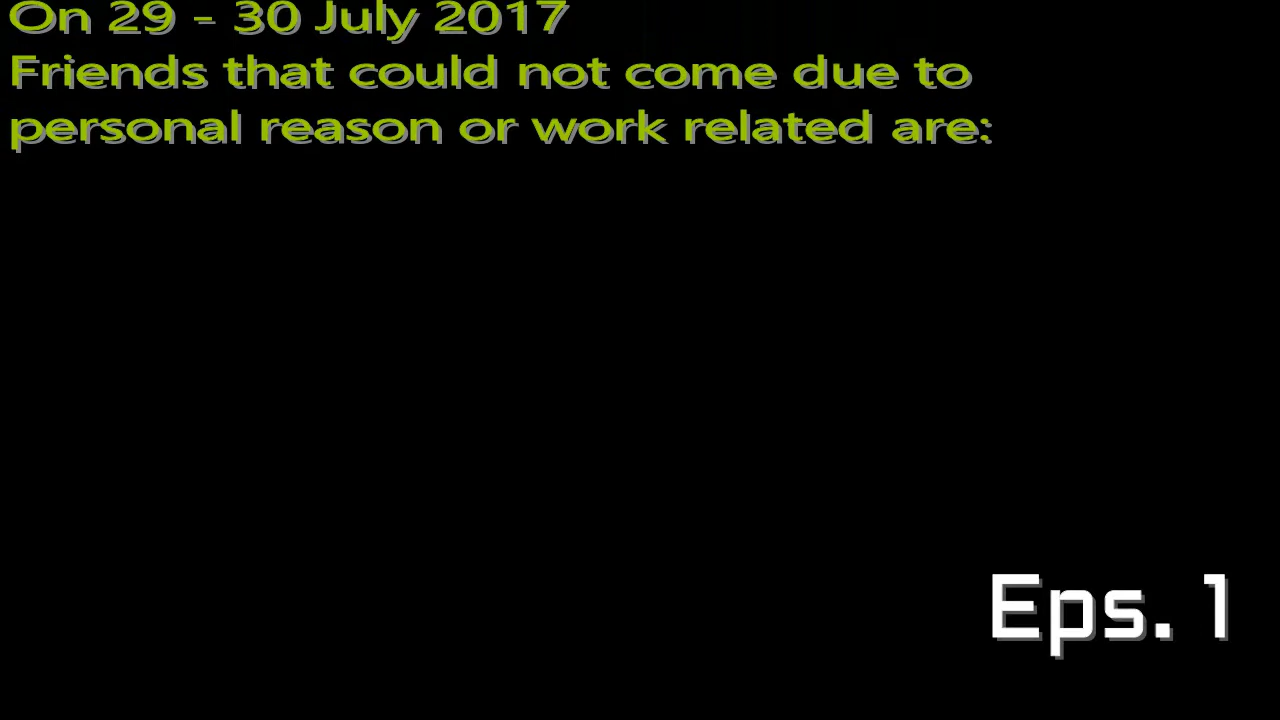 On 29 - 30 July 2017
Friends that could not come due to
personal reason or work related are:
Eps. 1